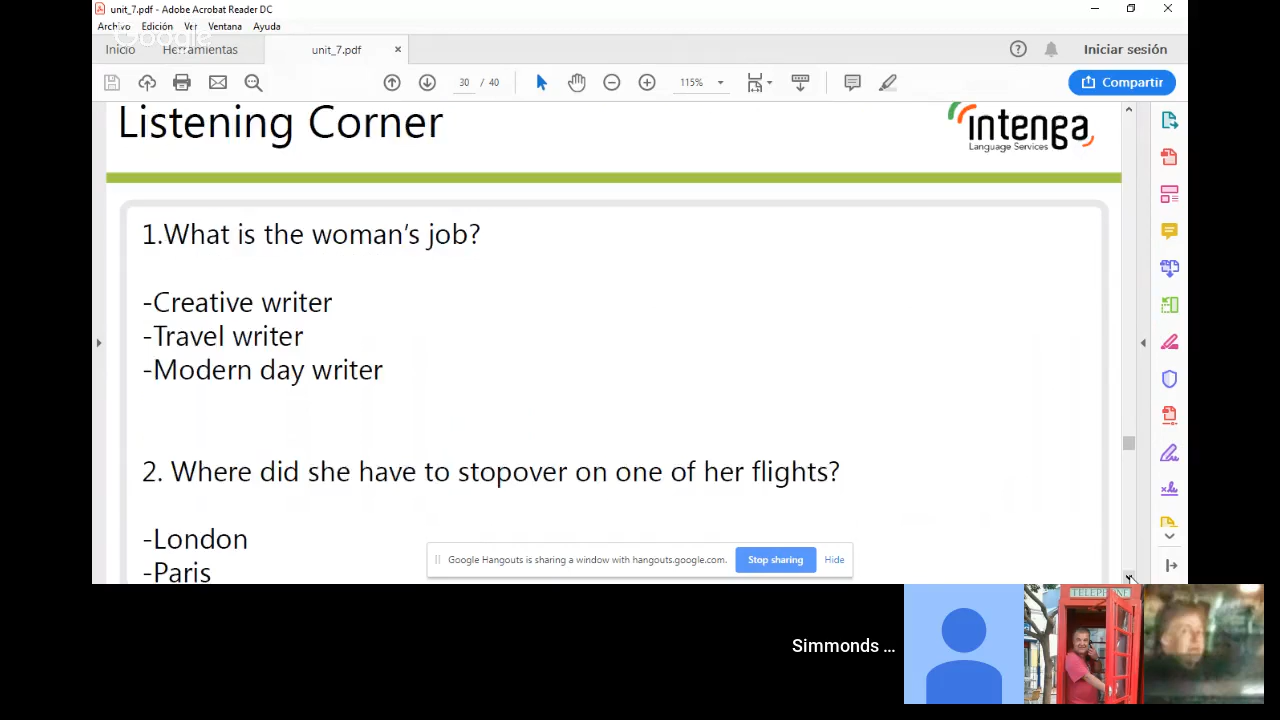 unit_7.pdf - Adobe Acrobat Reader DC
Archivo Edición Ver Ventana Ayuda
Google
Inicio Herramientas unit_7.pdf × Iniciar sesión
30 / 40 115% Compartir
Listening Corner
intenga
Language Services
1.What is the woman's job?
-Creative writer
-Travel writer
-Modern day writer
2. Where did she have to stopover on one of her flights?
-London
-Paris
Google Hangouts is sharing a window with hangouts.google.com. Stop sharing Hide
TELEPHONE
Simmonds ...